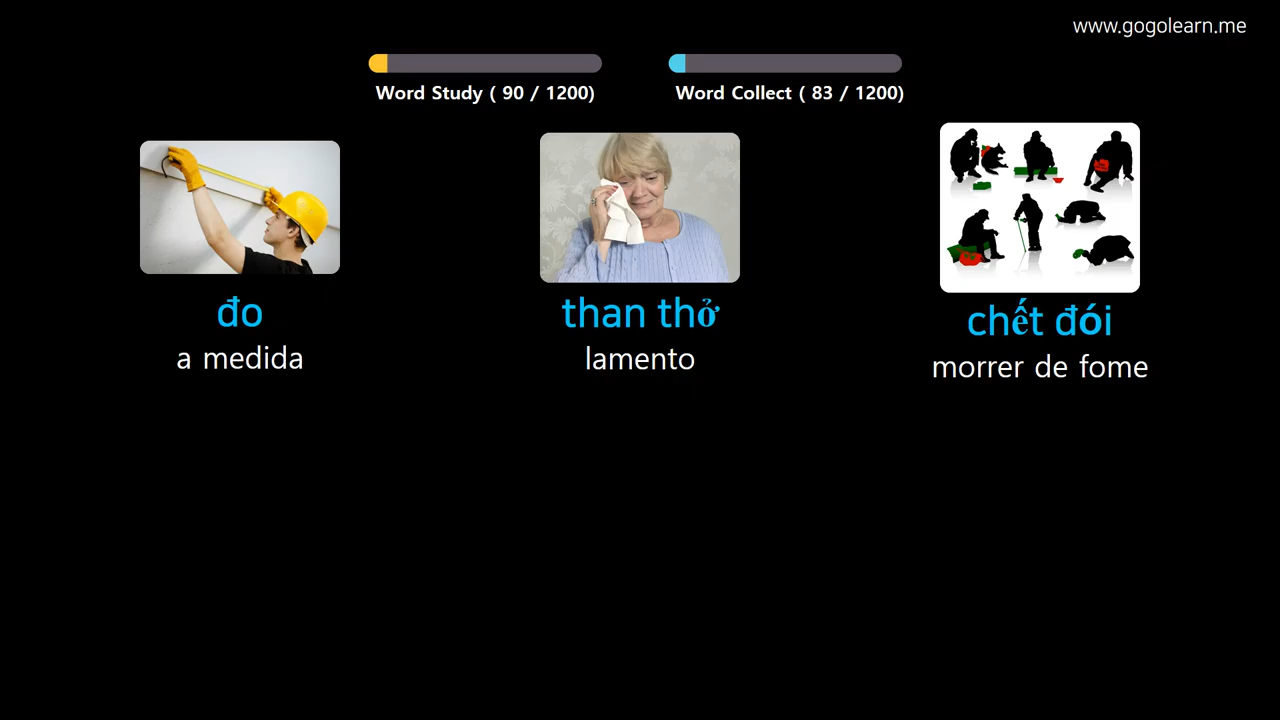 www.gogolearn.me
Word Study ( 90 / 1200)
Word Collect ( 83 / 1200)
đo
a medida
than thở
lamento
chết đói
morrer de fome